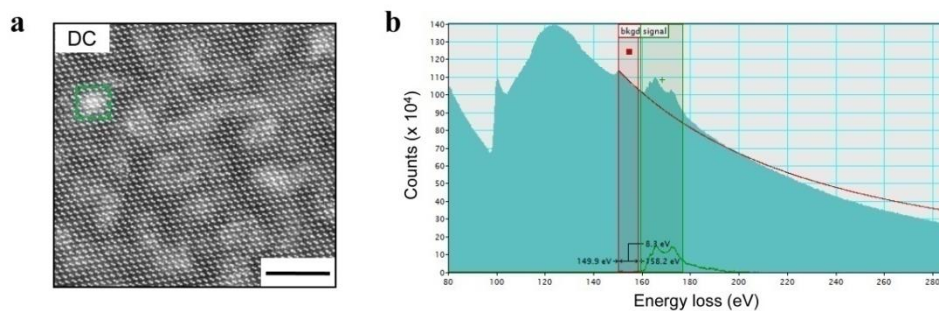 a
DC
b
Counts (x 10⁴)
140
130
120
110
100
90
80
70
60
50
40
30
20
10
0
bkgd signal
8.3 eV
149.9 eV
158.2 eV
80 100 120 140 160 180 200 220 240 260 280
Energy loss (eV)